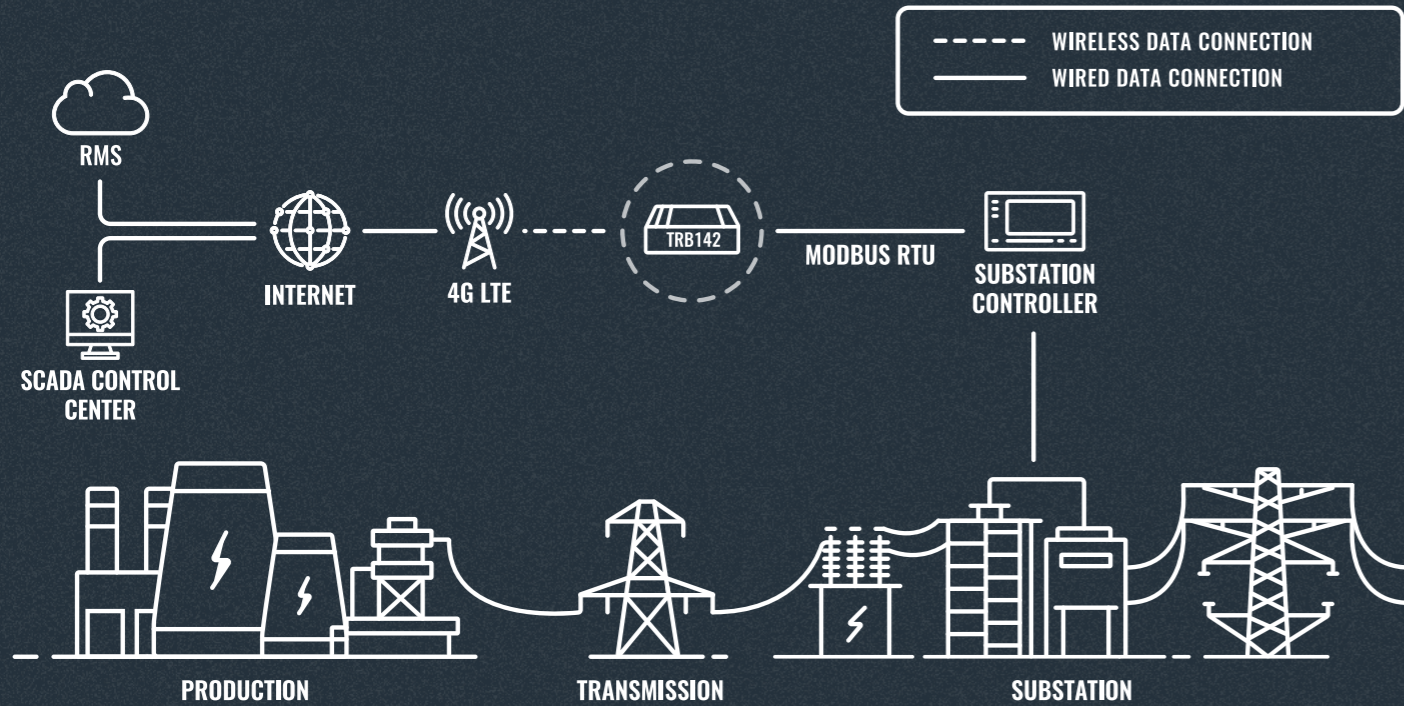 WIRELESS DATA CONNECTION
WIRED DATA CONNECTION
RMS
TRB142
MODBUS RTU
SUBSTATION
CONTROLLER
INTERNET
4G LTE
SCADA CONTROL
CENTER
PRODUCTION
TRANSMISSION
SUBSTATION